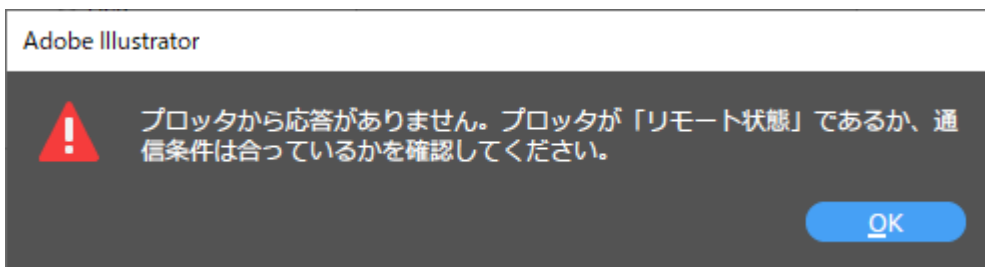 Adobe Illustrator
プロッタから応答がありません。プロッタが「リモート状態」であるか、通
信条件は合っているかを確認してください。
OK